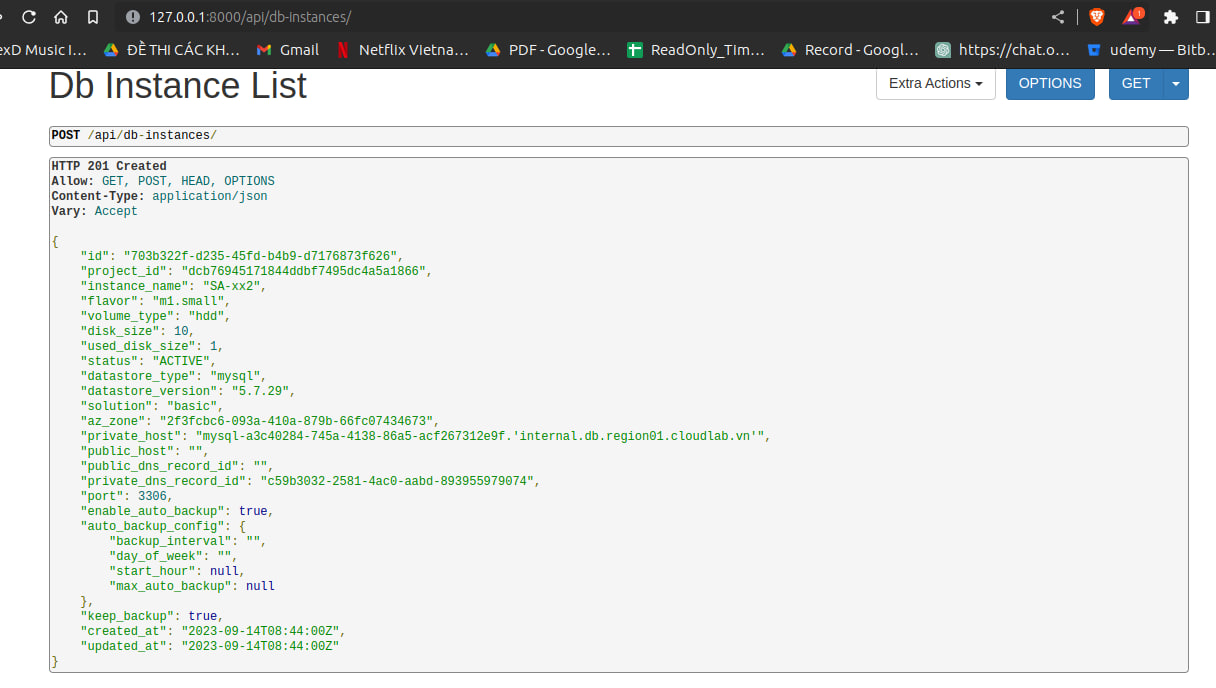 127.0.0.1:8000/api/db-instances/
exD Music I... ĐỀ THI CÁC KH... Gmail Netflix Vietna... PDF - Google... ReadOnly_TIm... Record - Googl... https://chat.o... udemy — Bitb...
Db Instance List
Extra Actions
OPTIONS
GET
POST /api/db-instances/
HTTP 201 Created
Allow: GET, POST, HEAD, OPTIONS
Content-Type: application/json
Vary: Accept
{
"id": "703b322f-d235-45fd-b4b9-d7176873f626",
"project_id": "dcb76945171844ddbf7495dc4a5a1866",
"instance_name": "SA-xx2",
"flavor": "m1.small",
"volume_type": "hdd",
"disk_size": 10,
"used_disk_size": 1,
"status": "ACTIVE",
"datastore_type": "mysql",
"datastore_version": "5.7.29",
"solution": "basic",
"az_zone": "2f3fcbc6-093a-410a-879b-66fc07434673",
"private_host": "mysql-a3c40284-745a-4138-86a5-acf267312e9f.'internal.db.region01.cloudlab.vn'",
"public_host": "",
"public_dns_record_id": "",
"private_dns_record_id": "c59b3032-2581-4ac0-aabd-893955979074",
"port": 3306,
"enable_auto_backup": true,
"auto_backup_config": {
"backup_interval": "",
"day_of_week": "",
"start_hour": null,
"max_auto_backup": null
},
"keep_backup": true,
"created_at": "2023-09-14T08:44:00Z",
"updated_at": "2023-09-14T08:44:00Z"
}